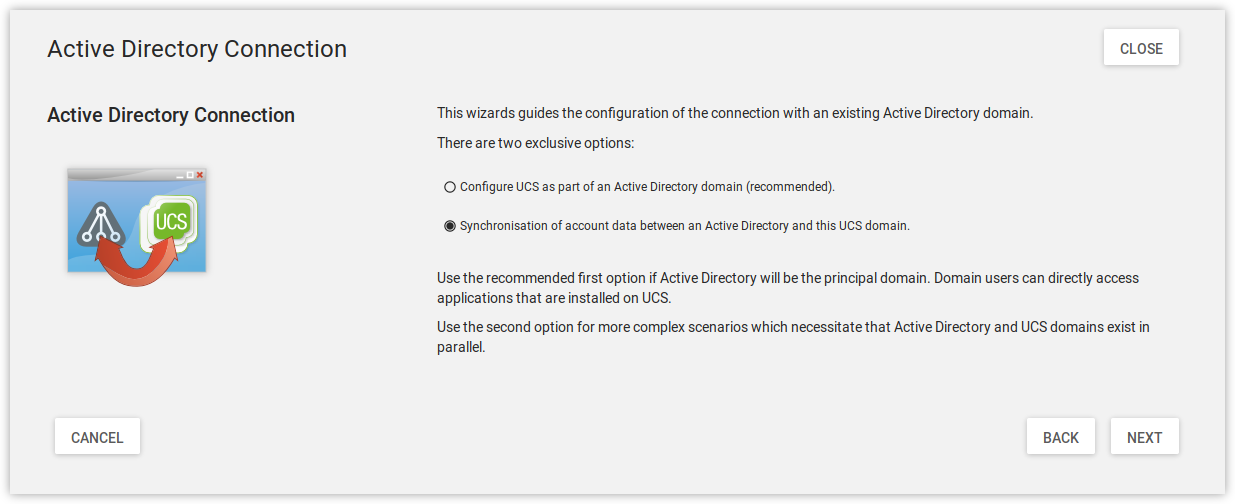 Active Directory Connection
CLOSE
Active Directory Connection
UCS
This wizards guides the configuration of the connection with an existing Active Directory domain.
There are two exclusive options:
Configure UCS as part of an Active Directory domain (recommended).
Synchronisation of account data between an Active Directory and this UCS domain.
Use the recommended first option if Active Directory will be the principal domain. Domain users can directly access
applications that are installed on UCS.
Use the second option for more complex scenarios which necessitate that Active Directory and UCS domains exist in
parallel.
CANCEL
BACK
NEXT